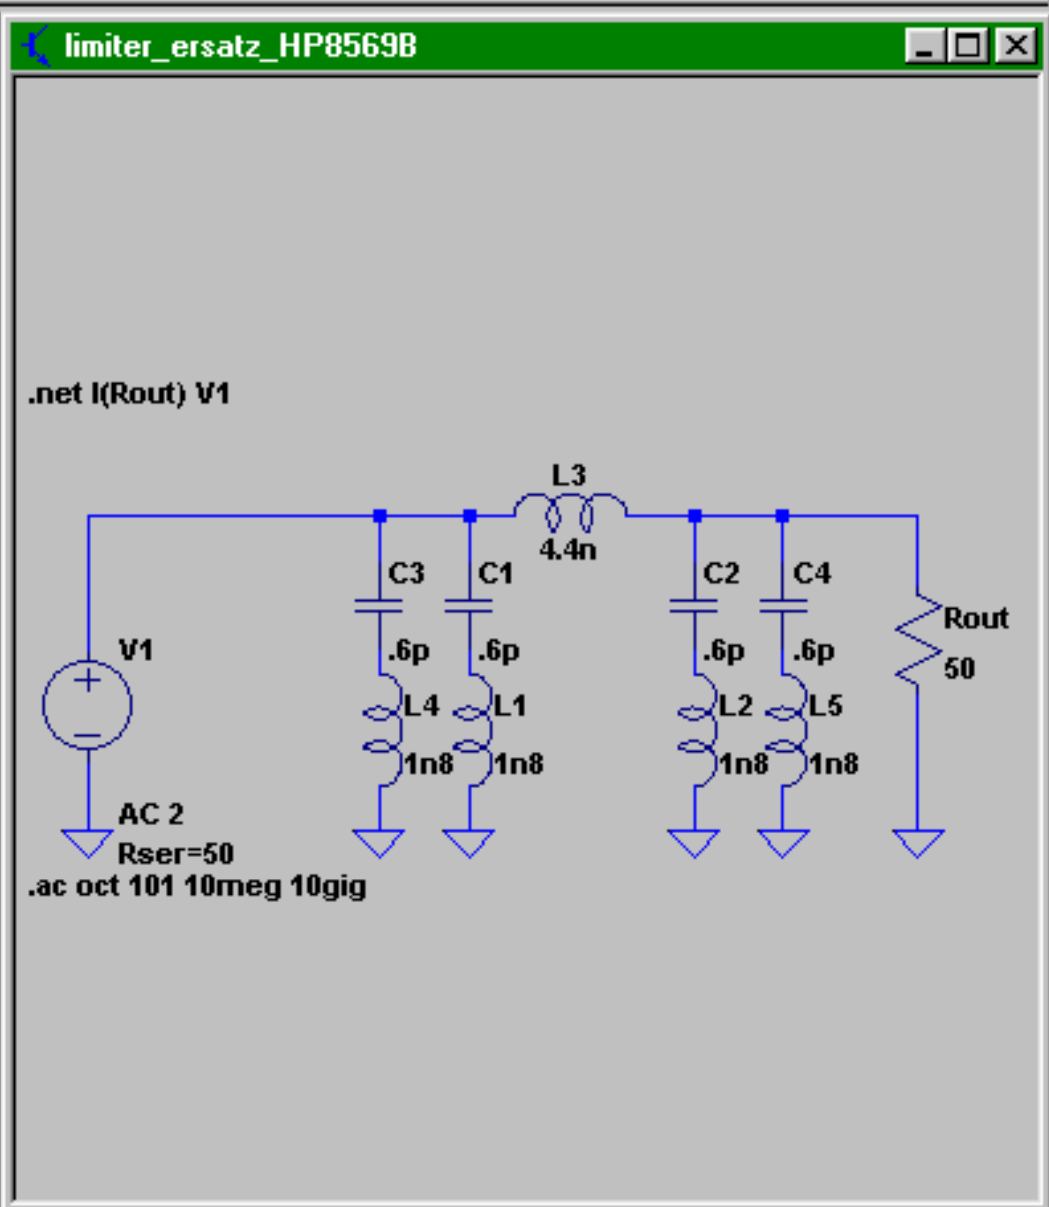 limiter_ersatz_HP8569B
.net I(Rout) V1
L3
4.4n
C3 C1 C2 C4
Rout
V1 .6p .6p .6p .6p
50
L4 L1 L2 L5
1n8 1n8 1n8 1n8
AC 2
Rser=50
.ac oct 101 10meg 10gig